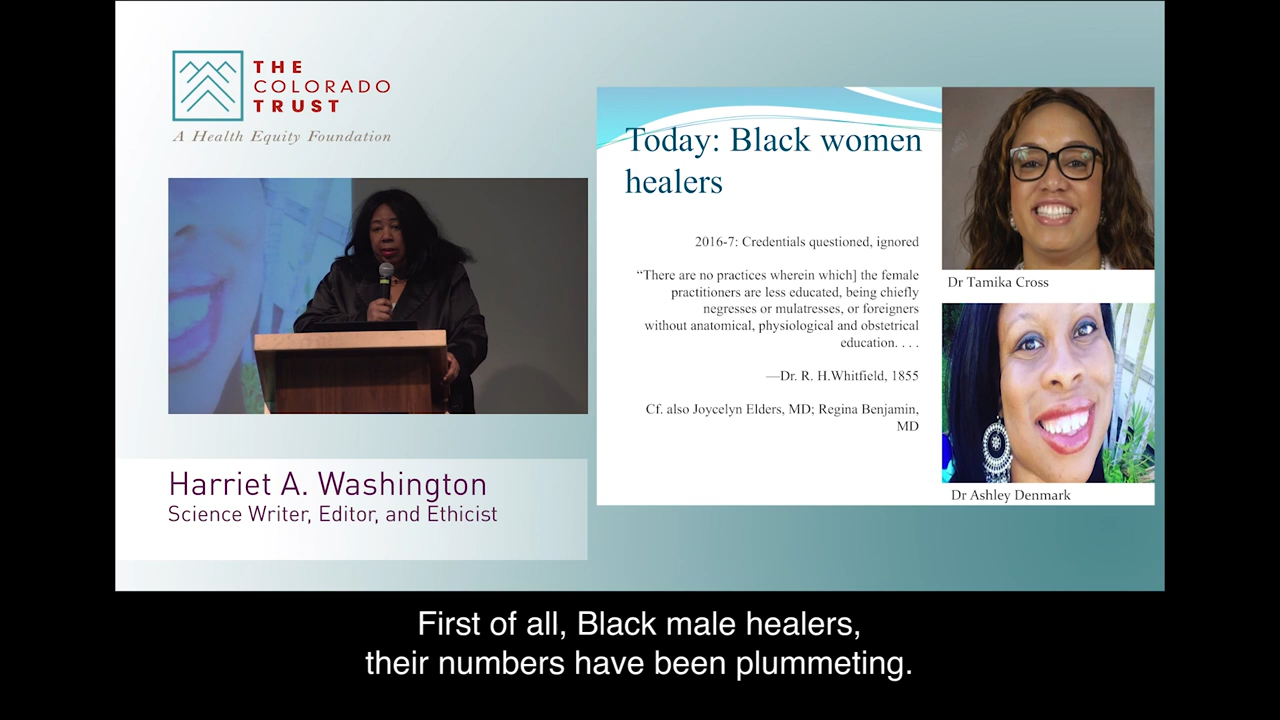 THE
COLORADO
TRUST
A Health Equity Foundation
Today: Black women
healers
2016-7: Credentials questioned, ignored
“There are no practices wherein which] the female
practitioners are less educated, being chiefly
negresses or mulatresses, or foreigners
without anatomical, physiological and obstetrical
education. . . .
—Dr. R. H.Whitfield, 1855
Cf. also Joycelyn Elders, MD; Regina Benjamin,
MD
Dr Tamika Cross
Dr Ashley Denmark
Harriet A. Washington
Science Writer, Editor, and Ethicist
First of all, Black male healers,
their numbers have been plummeting.